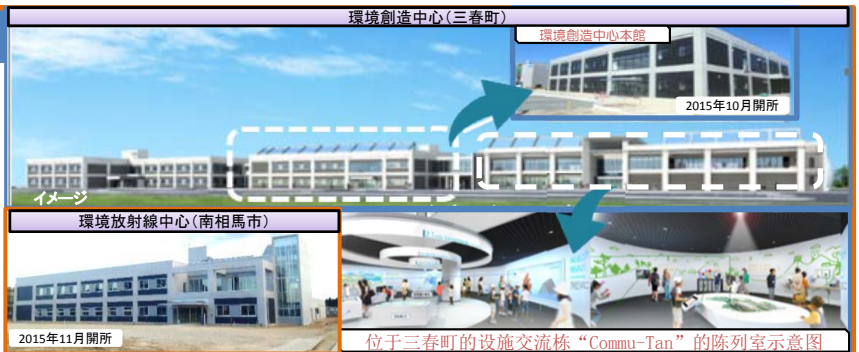 環境創造中心(三春町)
環境創造中心本館
2015年10月開所
イメージ
環境放射線中心(南相馬市)
2015年11月開所
位于三春町的设施交流栋“Commu-Tan”的陈列室示意图